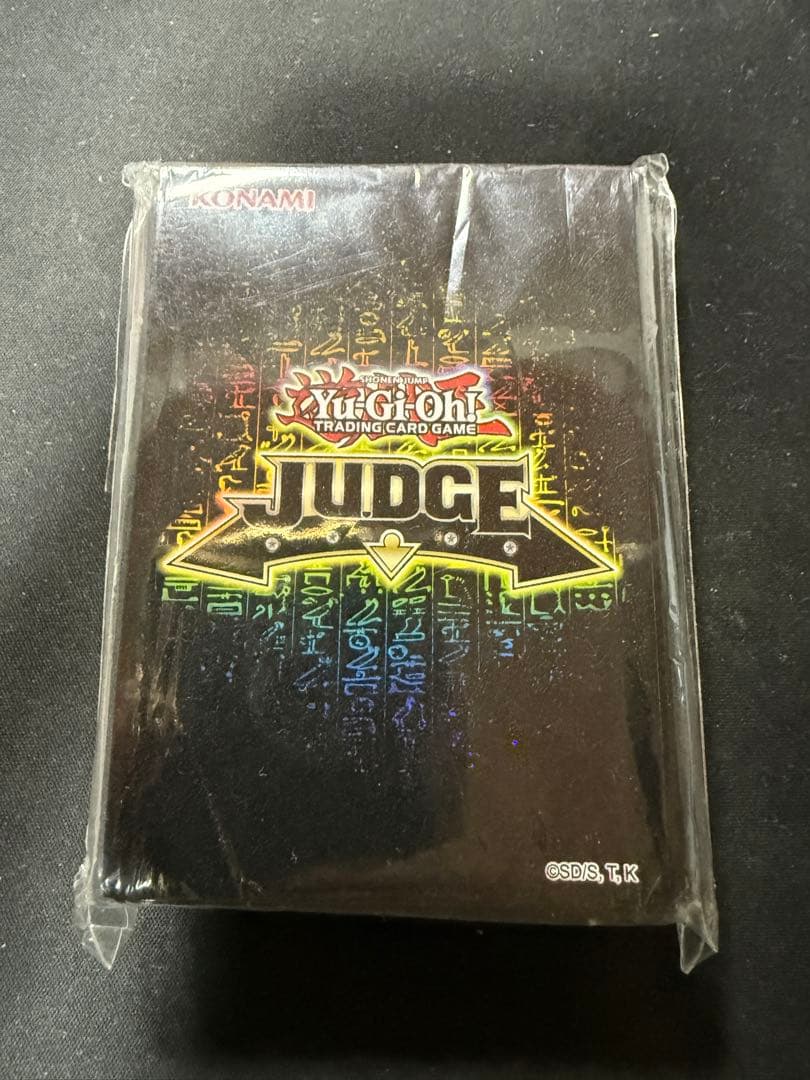 KONAMI
SHONEN JUMP
Yu-Gi-Oh!
TRADING CARD GAME
JUDGE
©SD/S, T, K